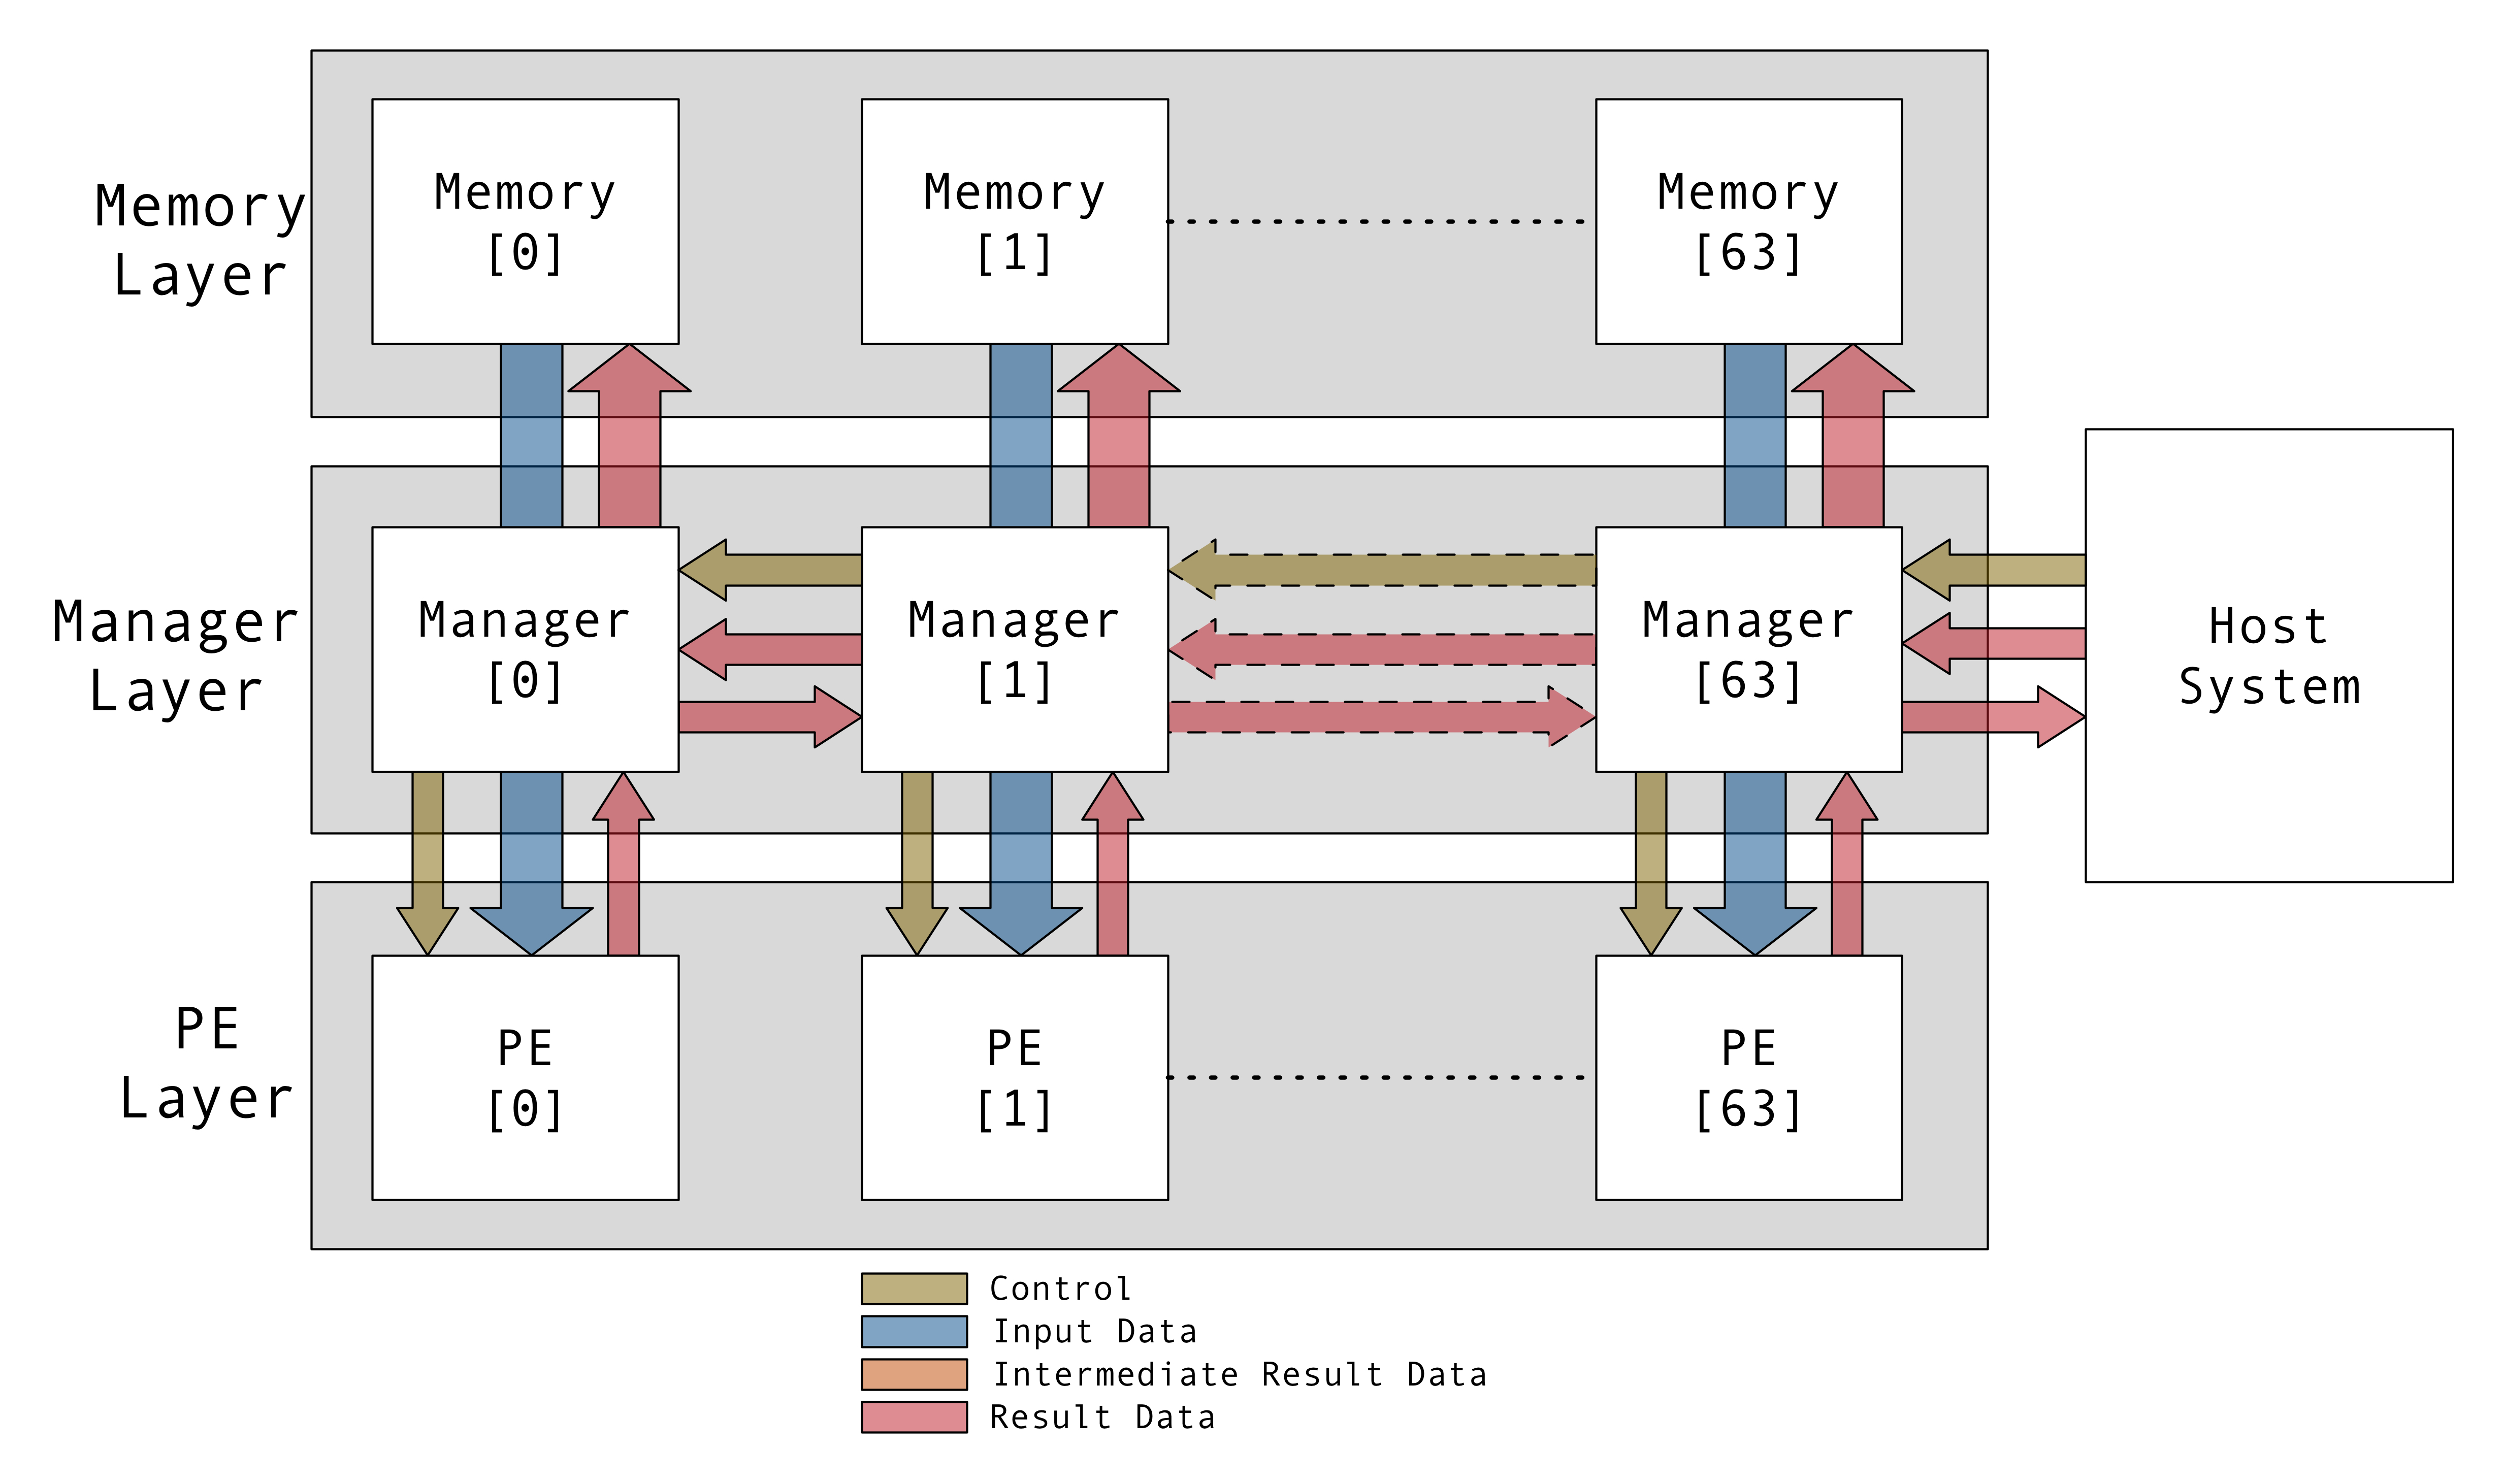 Memory
Layer
Memory
[0]
Memory
[1]
Memory
[63]
Manager
Layer
Manager
[0]
Manager
[1]
Manager
[63]
Host
System
PE
Layer
PE
[0]
PE
[1]
PE
[63]
Control
Input Data
Intermediate Result Data
Result Data